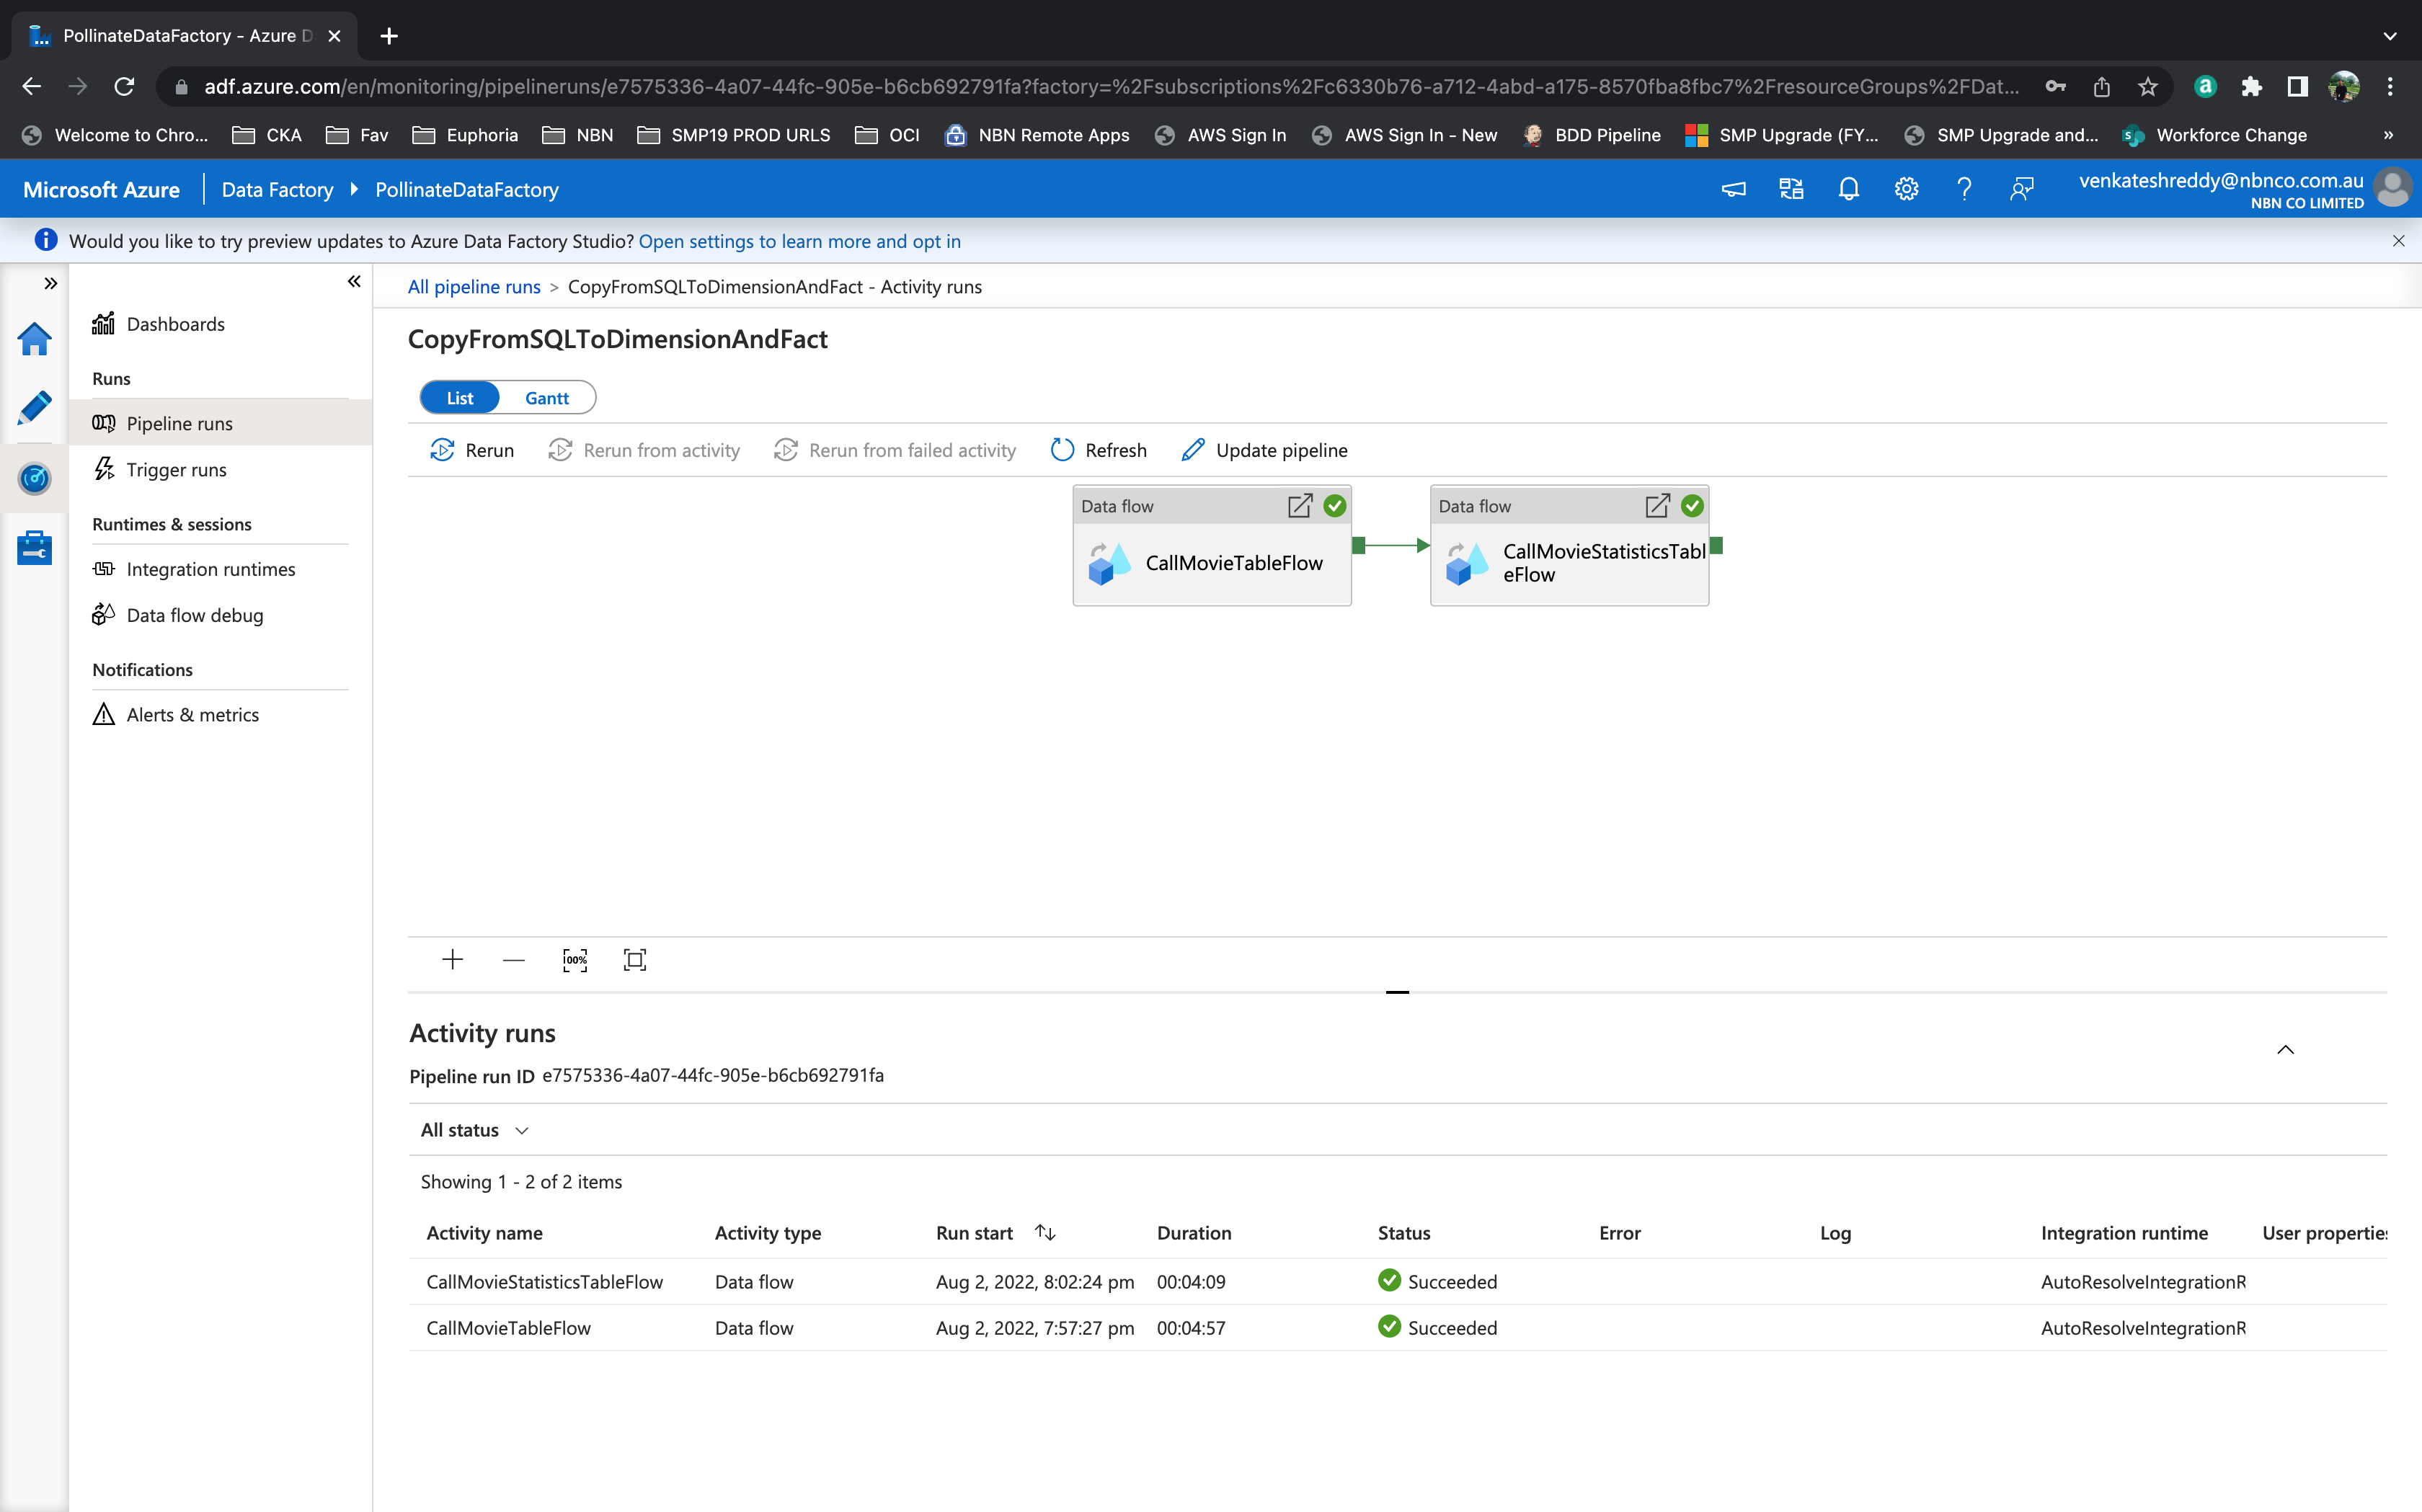 PollinateDataFactory - Azure D
adf.azure.com/en/monitoring/pipelineruns/e7575336-4a07-44fc-905e-b6cb692791fa?factory=%2Fsubscriptions%2Fc6330b76-a712-4abd-a175-8570fba8fbc7%2FresourceGroups%2FDat...
a
Welcome to Chro... CKA Fav Euphoria NBN SMP19 PROD URLS OCI NBN Remote Apps AWS Sign In AWS Sign In - New BDD Pipeline SMP Upgrade (FY... SMP Upgrade and... S Workforce Change »
Microsoft Azure Data Factory PollinateDataFactory
venkateshreddy@nbnco.com.au
NBN CO LIMITED
Would you like to try preview updates to Azure Data Factory Studio? Open settings to learn more and opt in
All pipeline runs > CopyFromSQLToDimensionAndFact - Activity runs
Dashboards
Runs
Pipeline runs
Trigger runs
Runtimes & sessions
Integration runtimes
Data flow debug
Notifications
Alerts & metrics
CopyFromSQLToDimensionAndFact
List Gantt
Rerun Rerun from activity Rerun from failed activity Refresh Update pipeline
Data flow
CallMovieTableFlow
Data flow
CallMovieStatisticsTabl
eFlow
100%
Activity runs
Pipeline run ID e7575336-4a07-44fc-905e-b6cb692791fa
All status
Showing 1 - 2 of 2 items
Activity name Activity type Run start Duration Status Error Log Integration runtime User properties
CallMovieStatisticsTableFlow Data flow Aug 2, 2022, 8:02:24 pm 00:04:09 Succeeded AutoResolveIntegrationR
CallMovieTableFlow Data flow Aug 2, 2022, 7:57:27 pm 00:04:57 Succeeded AutoResolveIntegrationR